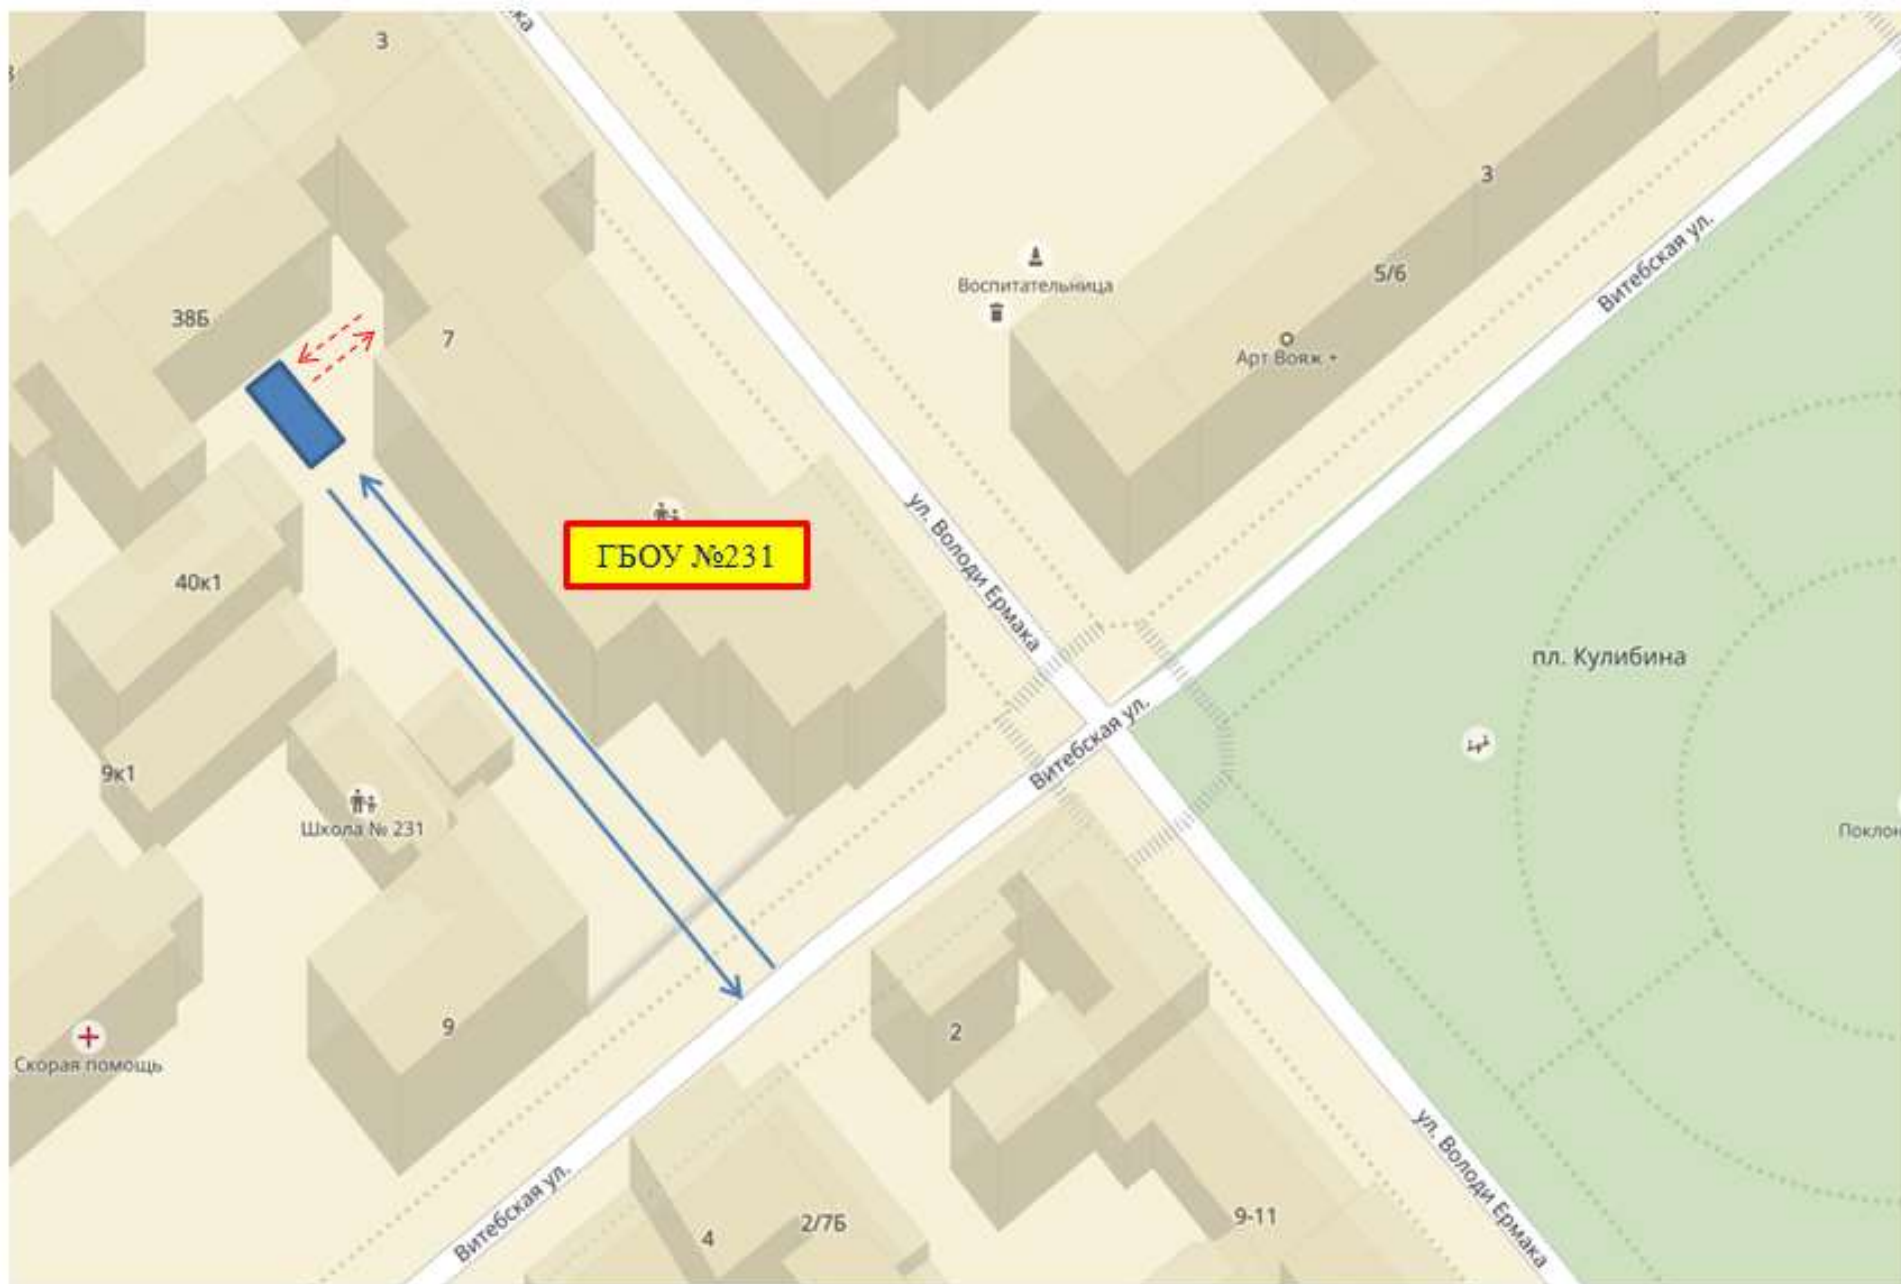 ка
3
3
Витебская ул.
Воспитательница
5/6
38Б
7
Арт Вояж
ул. Володи Ермака
ГБОУ №231
40к1
пл. Кулибина
Витебская ул.
9к1
Школа № 231
Поклон
9
2
Скорая помощь
ул. Володи Ермака
Витебская ул.
4
2/7Б
9-11